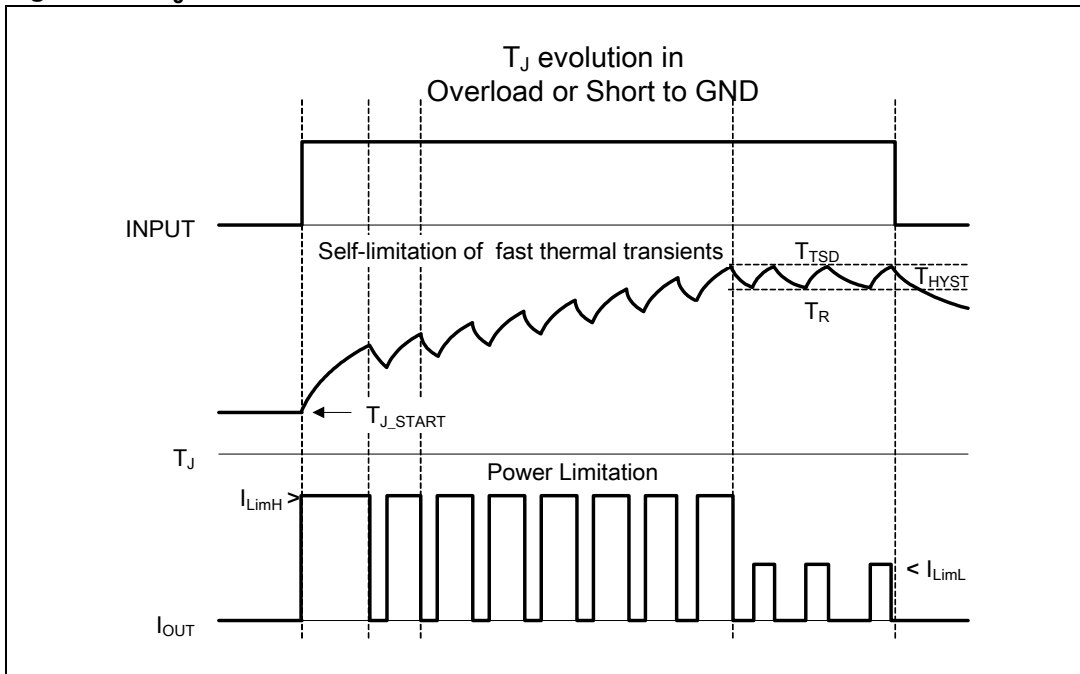 T_J evolution in
Overload or Short to GND
INPUT
Self-limitation of fast thermal transients
T_TSD
T_HYST
T_R
T_J_START
T_J
Power Limitation
I_LimH >
< I_LimL
I_OUT